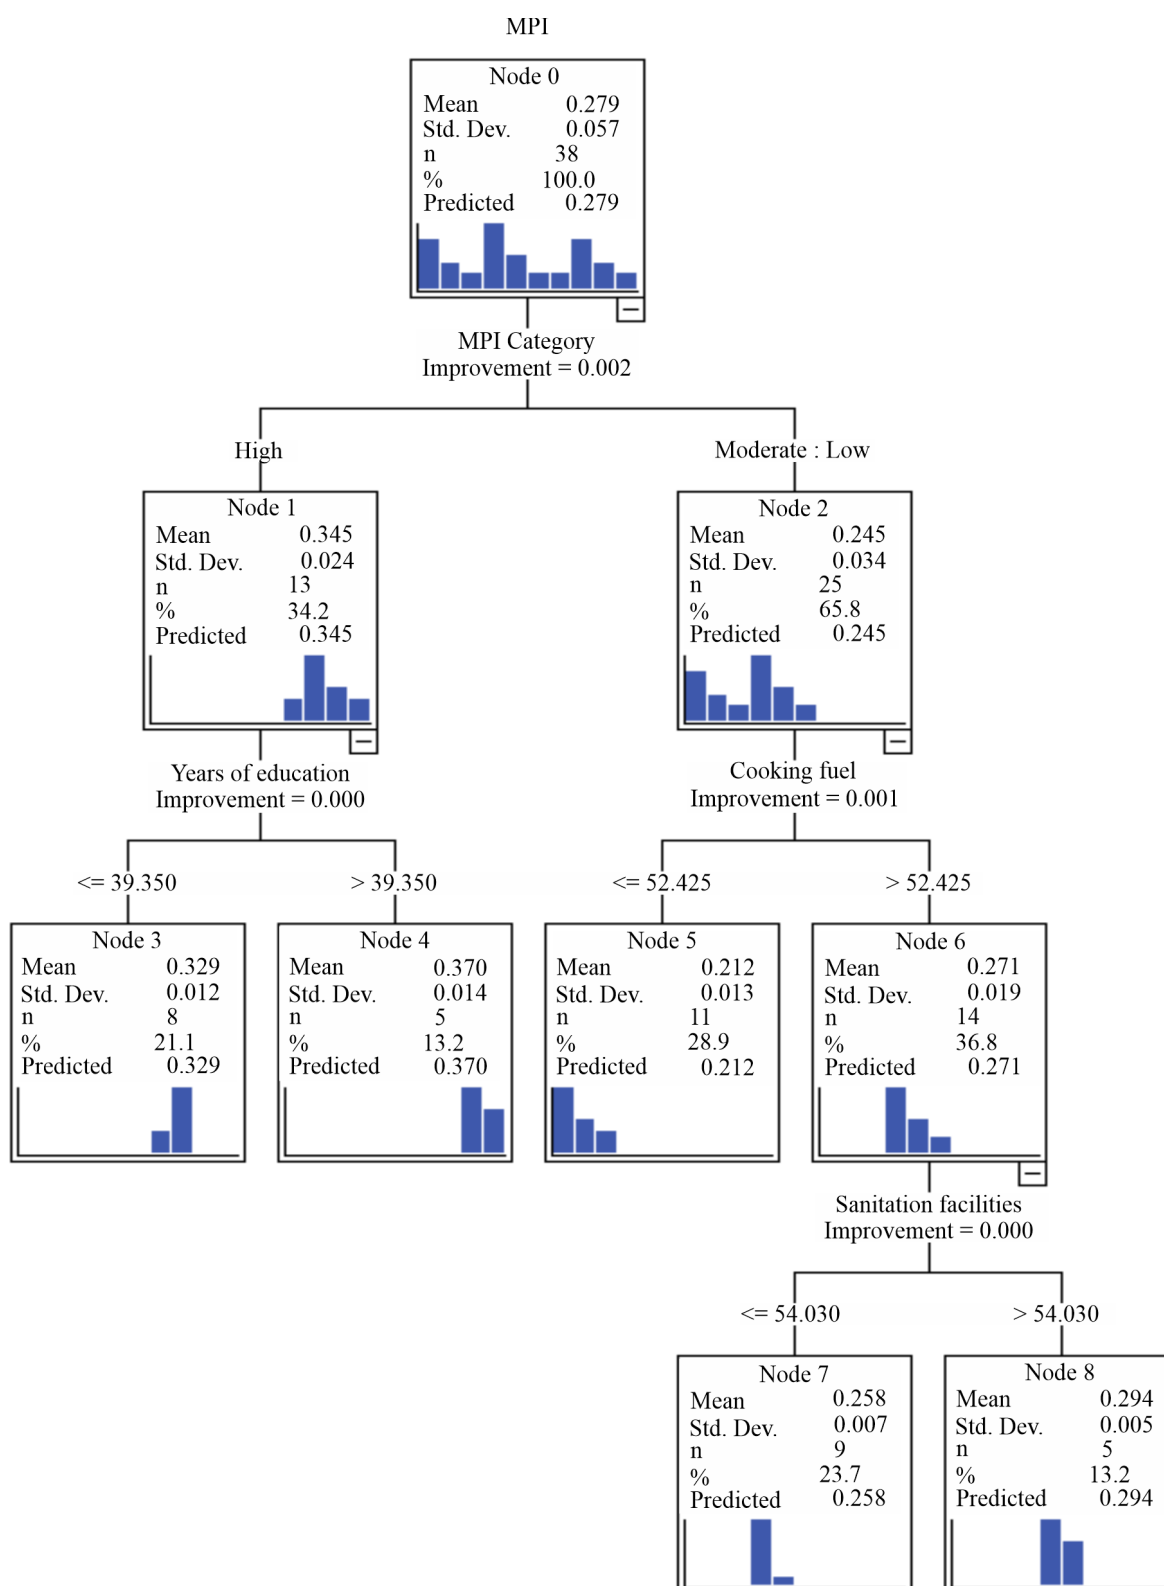 MPI
Node 0
Mean 0.279
Std. Dev. 0.057
n 38
% 100.0
Predicted 0.279
MPI Category
Improvement = 0.002
High
Moderate : Low
Node 1
Mean 0.345
Std. Dev. 0.024
n 13
% 34.2
Predicted 0.345
Node 2
Mean 0.245
Std. Dev. 0.034
n 25
% 65.8
Predicted 0.245
Years of education
Improvement = 0.000
Cooking fuel
Improvement = 0.001
<= 39.350
> 39.350
<= 52.425
> 52.425
Node 3
Mean 0.329
Std. Dev. 0.012
n 8
% 21.1
Predicted 0.329
Node 4
Mean 0.370
Std. Dev. 0.014
n 5
% 13.2
Predicted 0.370
Node 5
Mean 0.212
Std. Dev. 0.013
n 11
% 28.9
Predicted 0.212
Node 6
Mean 0.271
Std. Dev. 0.019
n 14
% 36.8
Predicted 0.271
Sanitation facilities
Improvement = 0.000
<= 54.030
> 54.030
Node 7
Mean 0.258
Std. Dev. 0.007
n 9
% 23.7
Predicted 0.258
Node 8
Mean 0.294
Std. Dev. 0.005
n 5
% 13.2
Predicted 0.294